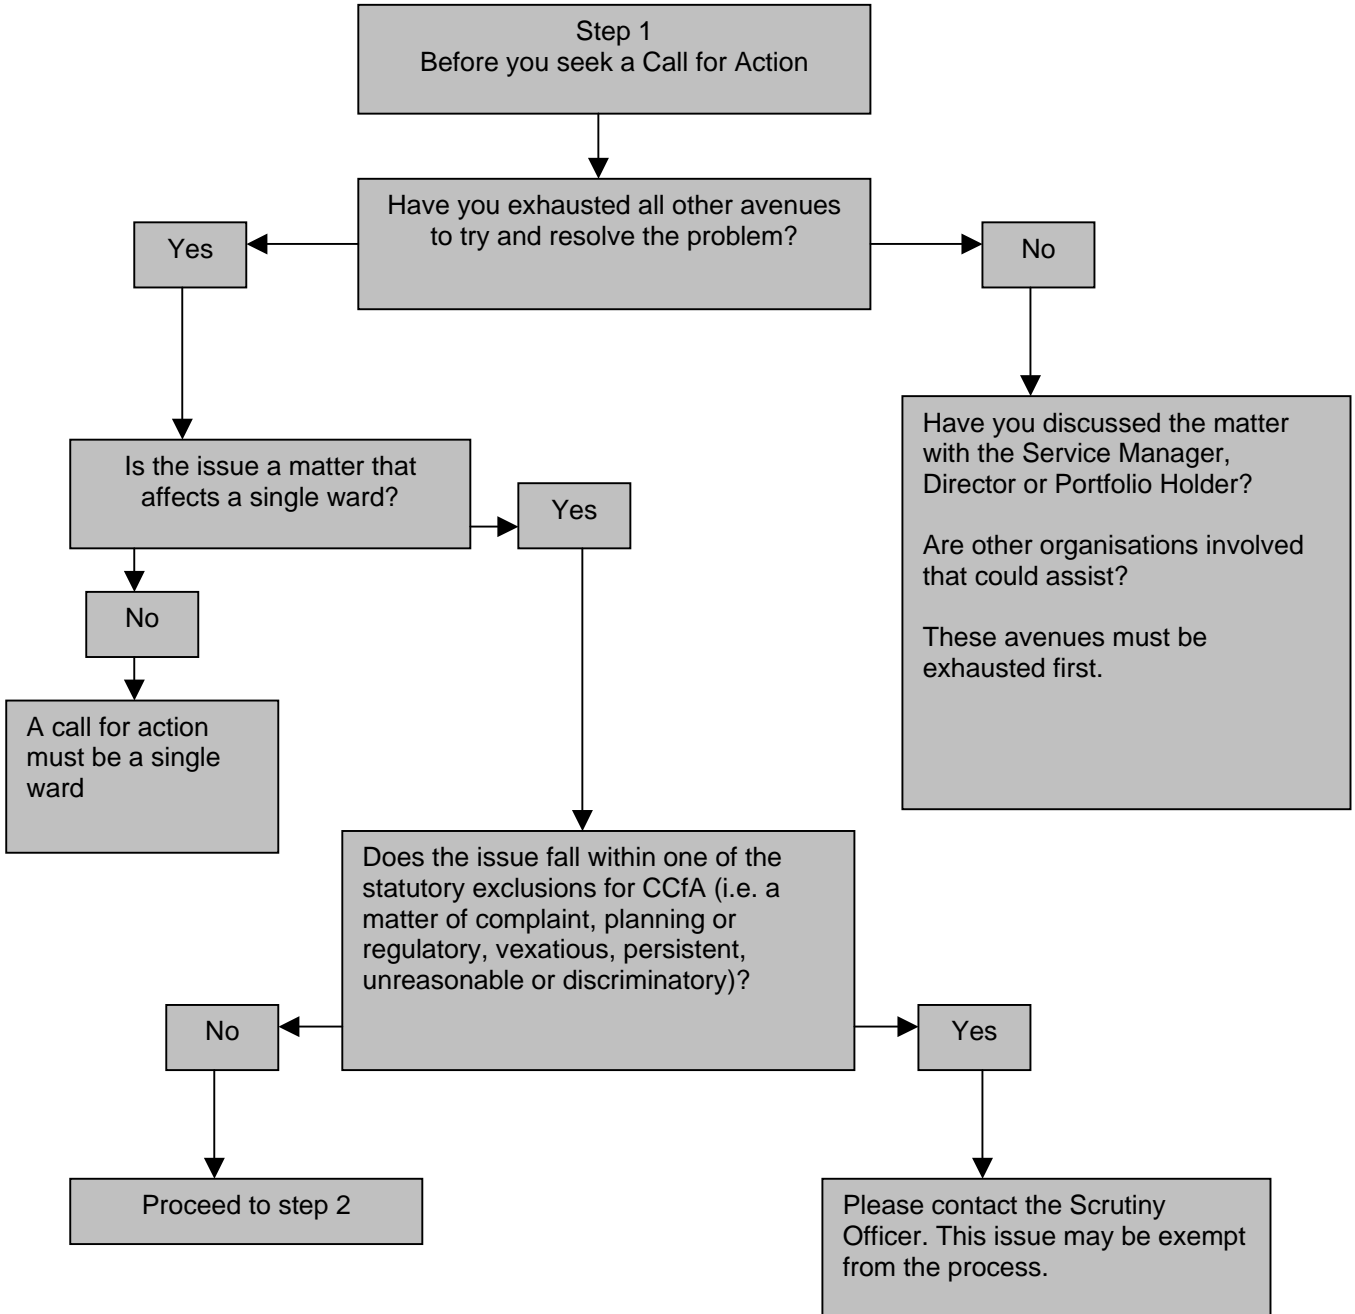 Step 1
Before you seek a Call for Action
Have you exhausted all other avenues
to try and resolve the problem?
Yes
No
Have you discussed the matter
with the Service Manager,
Director or Portfolio Holder?
Are other organisations involved
that could assist?
These avenues must be
exhausted first.
Is the issue a matter that
affects a single ward?
Yes
No
A call for action
must be a single
ward
Does the issue fall within one of the
statutory exclusions for CCfA (i.e. a
matter of complaint, planning or
regulatory, vexatious, persistent,
unreasonable or discriminatory)?
No
Yes
Proceed to step 2
Please contact the Scrutiny
Officer. This issue may be exempt
from the process.